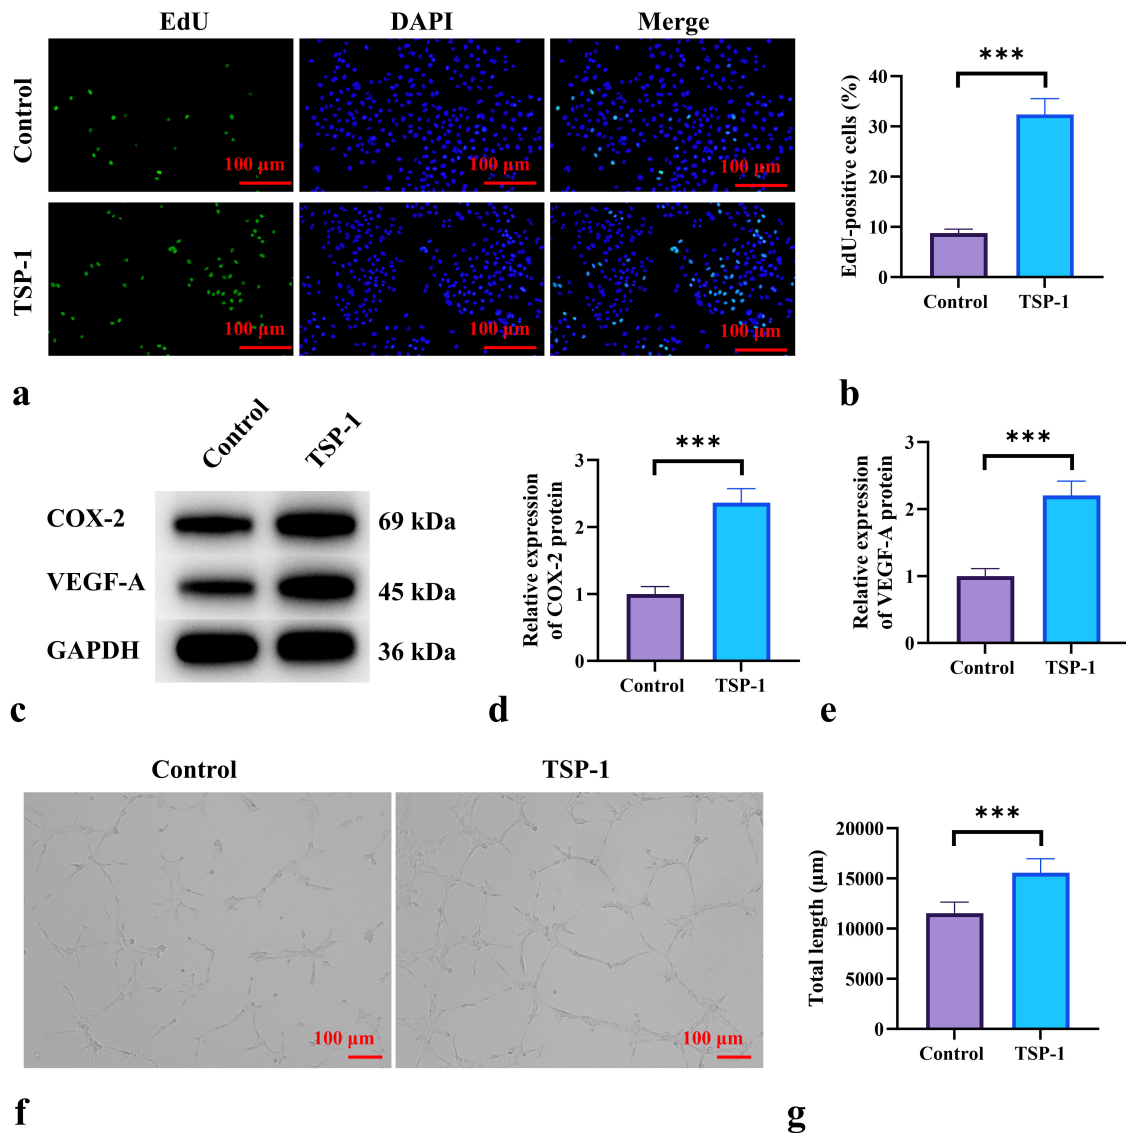 EdU DAPI Merge
Control
100 µm 100 µm 100 µm
TSP-1
100 µm 100 µm 100 µm
a
***
EdU-positive cells (%)
40
30
20
10
0
Control TSP-1
b
Control TSP-1
COX-2 69 kDa
VEGF-A 45 kDa
GAPDH 36 kDa
c
***
Relative expression
of COX-2 protein
3
2
1
0
Control TSP-1
d
***
Relative expression
of VEGF-A protein
3
2
1
0
Control TSP-1
e
Control TSP-1
100 µm 100 µm
f
***
Total length (µm)
20000
15000
10000
5000
0
Control TSP-1
g